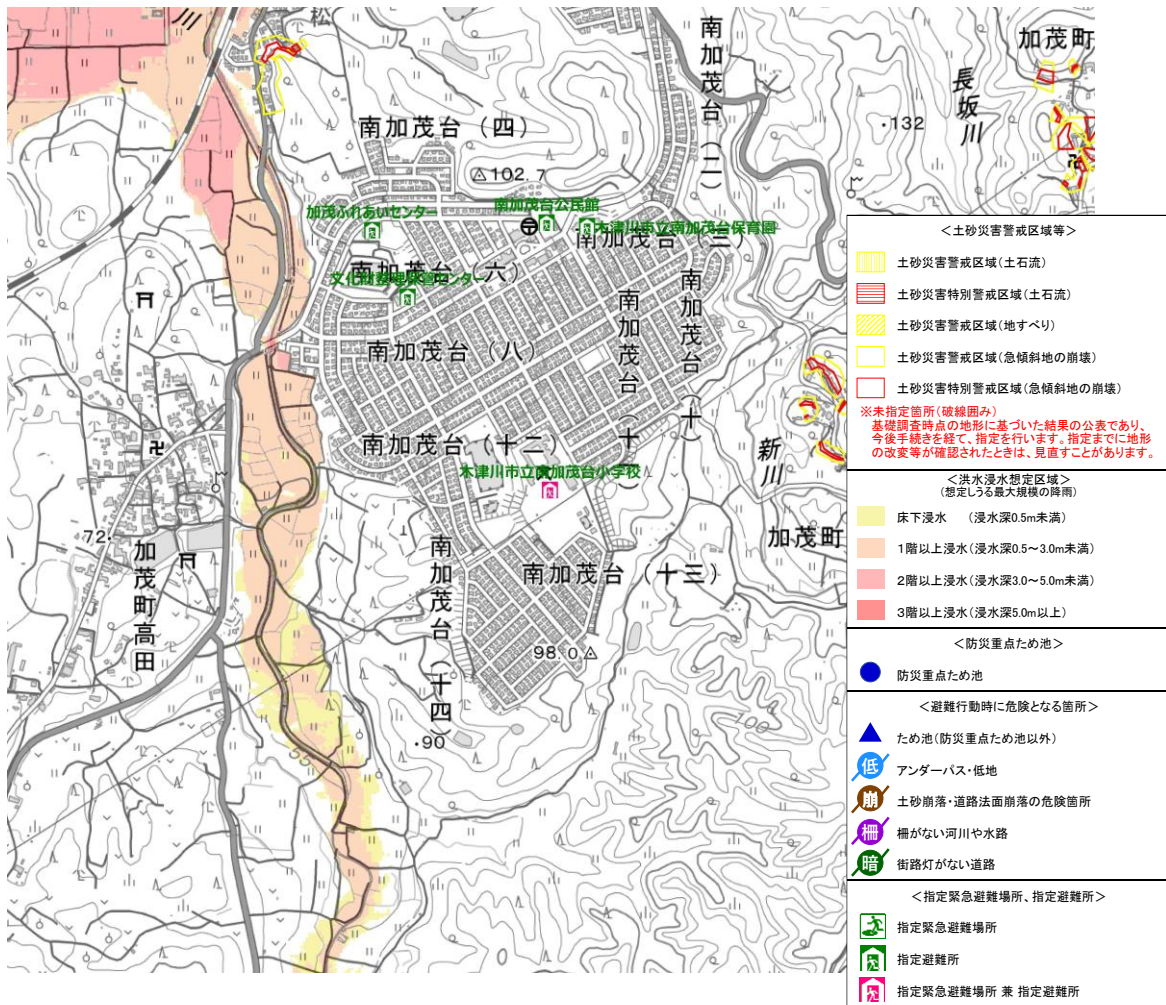 川
松
加茂町
長坂川
・132
南加茂台（二）
南加茂台（四）
102.7
加茂ふれあいセンター
南加茂台公民館
木津川市立南加茂台保育園
南加茂台（三）
南加茂台（六）
文化財整理保管センター
南加茂台（十）
南加茂台（十一）
南加茂台（八）
南加茂台（十二）
木津川市立南加茂台小学校
新川
加茂町
72・
加茂町高田
南加茂台（十三）
南加茂台（十四）
98.0
・90
100
55
＜土砂災害警戒区域等＞
土砂災害警戒区域（土石流）
土砂災害特別警戒区域（土石流）
土砂災害警戒区域（地すべり）
土砂災害警戒区域（急傾斜地の崩壊）
土砂災害特別警戒区域（急傾斜地の崩壊）
※未指定箇所（破線囲み）
基礎調査時点の地形に基づいた結果の公表であり、
今後手続きを経て、指定を行います。指定までに地形
の改変等が確認されたときは、見直すことがあります。
＜洪水浸水想定区域＞
（想定しうる最大規模の降雨）
床下浸水　（浸水深0.5m未満）
1階以上浸水（浸水深0.5～3.0m未満）
2階以上浸水（浸水深3.0～5.0m未満）
3階以上浸水（浸水深5.0m以上）
＜防災重点ため池＞
防災重点ため池
＜避難行動時に危険となる箇所＞
ため池（防災重点ため池以外）
低 アンダーパス・低地
崩 土砂崩落・道路法面崩落の危険箇所
柵 柵がない河川や水路
暗 街路灯がない道路
＜指定緊急避難場所、指定避難所＞
指定緊急避難場所
指定避難所
指定緊急避難場所 兼 指定避難所